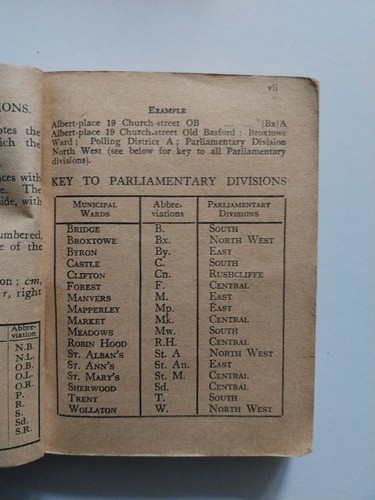 IONS.
otes the
hich the
nces with
e. The
side, with
umbered,
e of the
on ; cm,
r, right
Abbre-
viation
N.B.
N.L.
O.B.
O.L.
O.R.
P.
R.
S.
Sd.
S.R.
vii
EXAMPLE
Albert-place 19 Church-street OB (Bx)A
Albert-place 19 Church-street Old Basford : Broxtowe
Ward ; Polling District A ; Parliamentary Division
North West (see below for key to all Parliamentary
divisions).
KEY TO PARLIAMENTARY DIVISIONS
MUNICIPAL WARDS Abbre-viations PARLIAMENTARY DIVISIONS
BRIDGE B. SOUTH
BROXTOWE Bx. NORTH WEST
BYRON By. EAST
CASTLE C. SOUTH
CLIFTON Cn. RUSHCLIFFE
FOREST F. CENTRAL
MANVERS M. EAST
MAPPERLEY Mp. EAST
MARKET Mk. CENTRAL
MEADOWS Mw. SOUTH
ROBIN HOOD R.H. CENTRAL
ST. ALBAN'S St. A NORTH WEST
ST. ANN'S St. An. EAST
ST. MARY'S St. M. CENTRAL
SHERWOOD Sd. CENTRAL
TRENT T. SOUTH
WOLLATON W. NORTH WEST